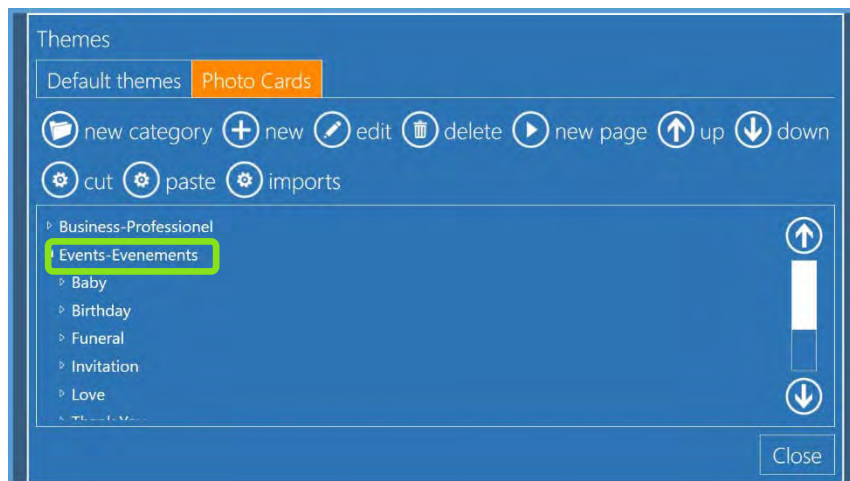 Themes
Default themes Photo Cards
new category new edit delete new page up down
cut paste imports
Business-Professionel
Events-Evenements
Baby
Birthday
Funeral
Invitation
Love
Close